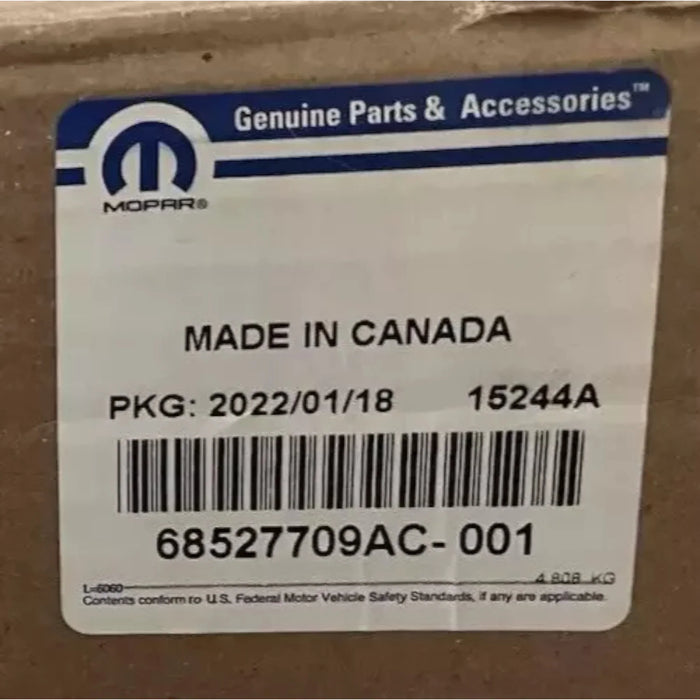 Genuine Parts & Accessories™
MOPAR®
MADE IN CANADA
PKG: 2022/01/18 15244A
68527709AC- 001
4.808 KG
L-6060
Contents conform to U.S. Federal Motor Vehicle Safety Standards, if any are applicable.